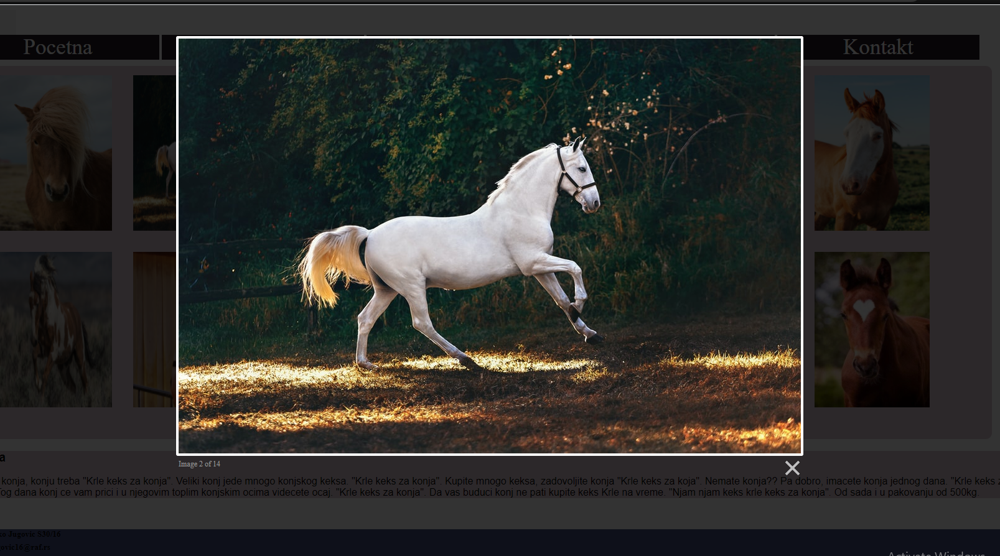 Pocetna
Kontakt
Image 2 of 14
a
konja, konju treba "Krle keks za konja". Veliki konj jede mnogo konjskog keksa. "Krle keks za konja". Kupite mnogo keksa, zadovoljite konja "Krle keks za koja". Nemate konja?? Pa dobro, imacete konja jednog dana. "Krle keks z
Tog dana konj ce vam prici i u njegovim toplim konjskim ocima videcete ocaj. "Krle keks za konja". Da vas buduci konj ne pati kupite keks Krle na vreme. "Njam njam keks krle keks za konja". Od sada i u pakovanju od 500kg.
ko Jugovic S30/16
govic16@raf.rs
Activate Windows